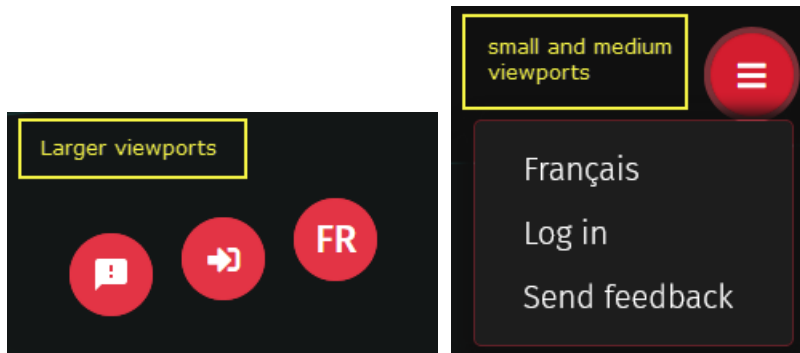 Larger viewports
FR
small and medium
viewports
Français
Log in
Send feedback